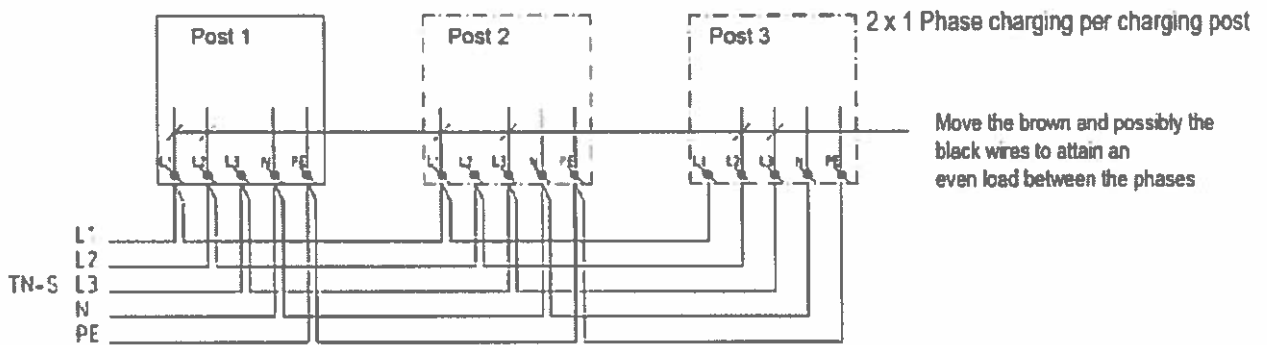 Post 1
Post 2
Post 3
2 x 1 Phase charging per charging post
Move the brown and possibly the
black wires to attain an
even load between the phases
L1 L2 L3 N PE
L1 L2 L3 N PE
L1 L2 L3 N PE
L1
L2
TN-S L3
N
PE